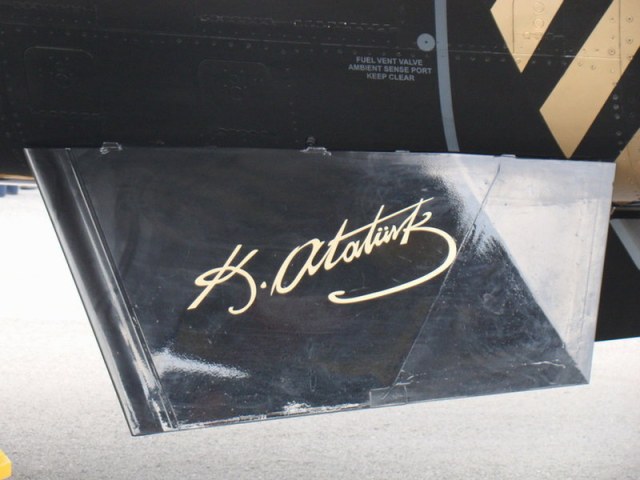 FUEL VENT VALVE
AMBIENT SENSE PORT
KEEP CLEAR
K. Atatürk